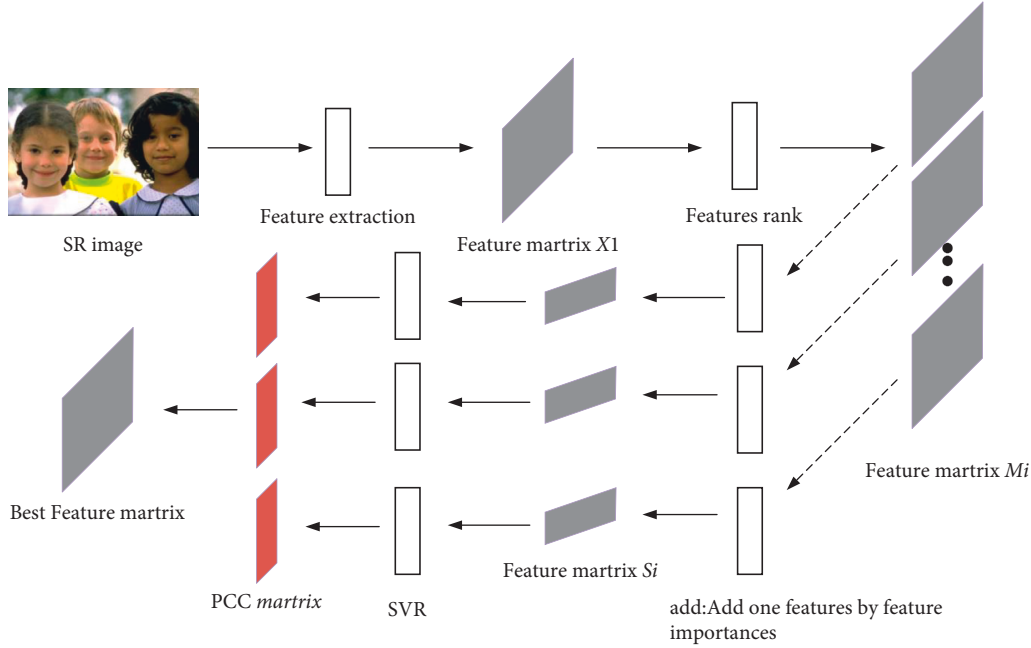 SR image
Feature extraction
Feature martrix X1
Features rank
Feature martrix Mi
Best Feature martrix
PCC martrix
SVR
Feature martrix Si
add:Add one features by feature
importances